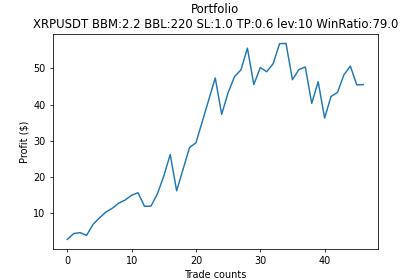 Portfolio
XRPUSDT BBM:2.2 BBL:220 SL:1.0 TP:0.6 lev:10 WinRatio:79.0
50
40
30
20
10
Profit ($)
0 10 20 30 40
Trade counts